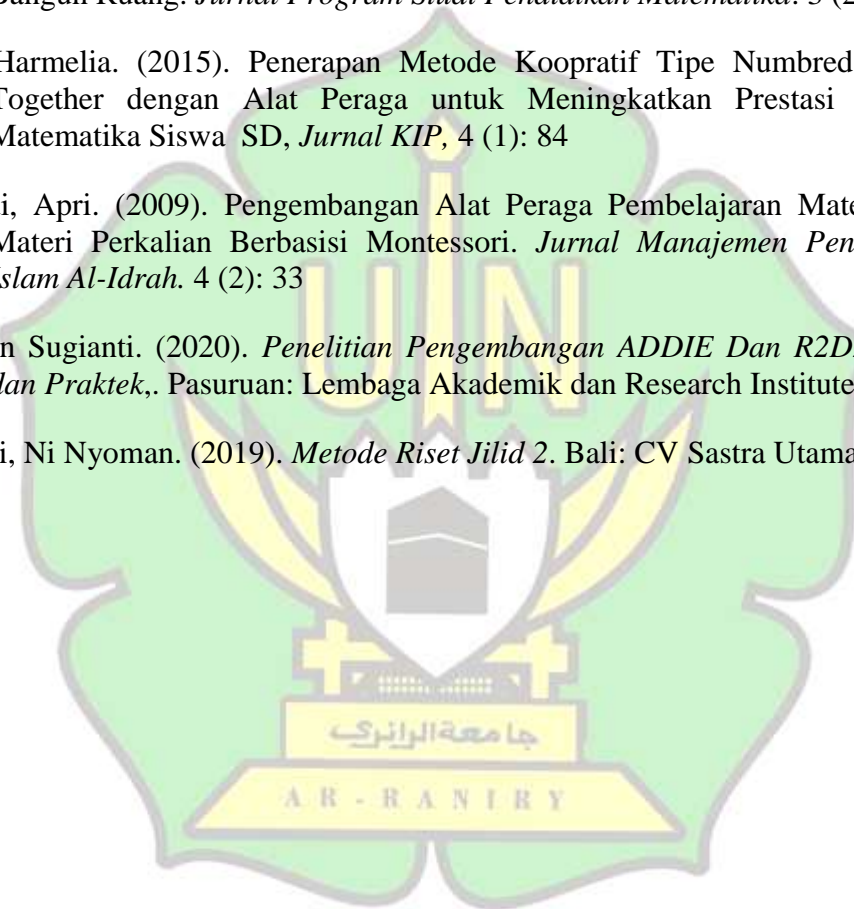 Bangun Ruang. Jurnal Program Studi Pendidikan Matematika. 3
Harmelia. (2015). Penerapan Metode Koopratif Tipe Numbred
Together dengan Alat Peraga untuk Meningkatkan Prestasi
Matematika Siswa SD, Jurnal KIP, 4 (1): 84
i, Apri. (2009). Pengembangan Alat Peraga Pembelajaran Mate
Materi Perkalian Berbasisi Montessori. Jurnal Manajemen Pen
Islam Al-Idrah. 4 (2): 33
n Sugianti. (2020). Penelitian Pengembangan ADDIE Dan R2D
dan Praktek,. Pasuruan: Lembaga Akademik dan Research Institute
i, Ni Nyoman. (2019). Metode Riset Jilid 2. Bali: CV Sastra Utama
UIN
جامعة الرانري
AR-RANIRY